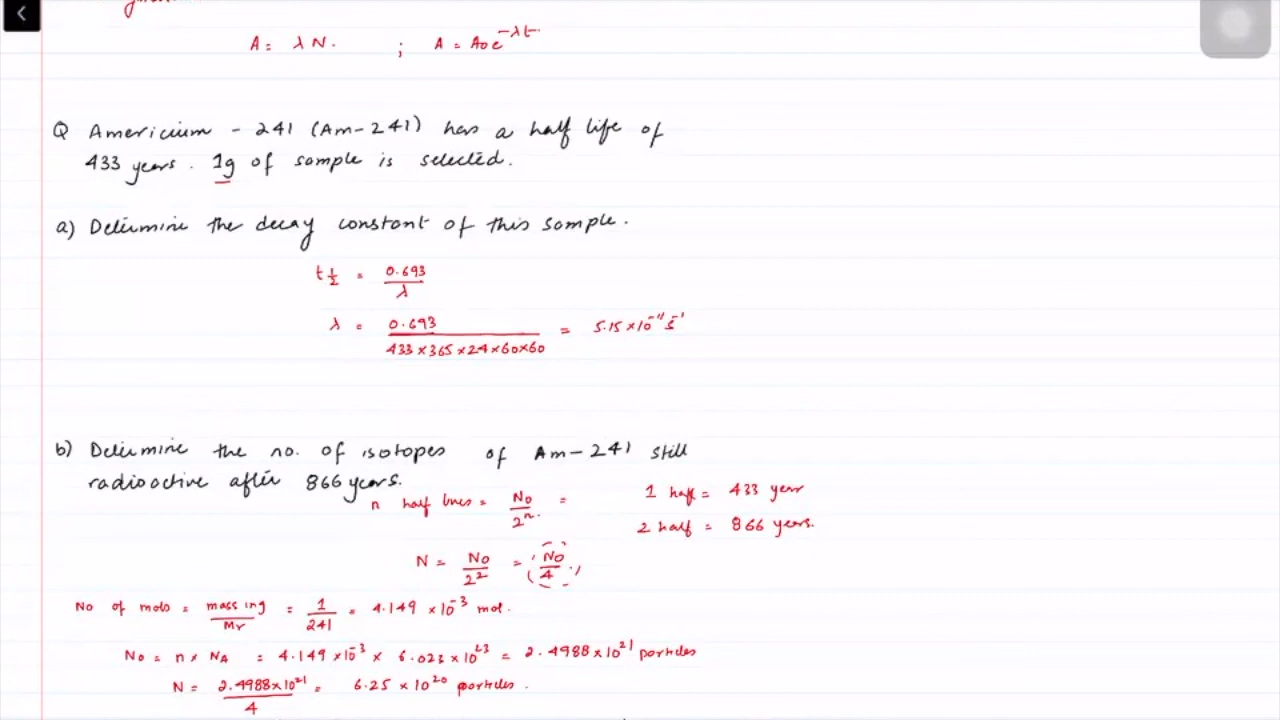 A = λN. ; A = A₀e^-λt.
Q Americium - 241 (Am-241) has a half life of
433 years. 1g of sample is selected.
a) Determine the decay constant of this sample.
t½ = 0.693/λ
λ = 0.693/(433×365×24×60×60) = 5.15×10⁻¹¹ s⁻¹
b) Determine the no. of isotopes of Am-241 still
radioactive after 866 years.
n half lives = N₀/2ⁿ. = 1 half = 433 year
2 half = 866 years.
N = N₀/2² = (N₀/4)
No of mols = mass in g/Mr = 1/241 = 4.149 × 10⁻³ mol.
N₀ = n × NA = 4.149 × 10⁻³ × 6.023 × 10²³ = 2.4988 × 10²¹ particles
N = 2.4988×10²¹/4 = 6.25 × 10²⁰ particles.